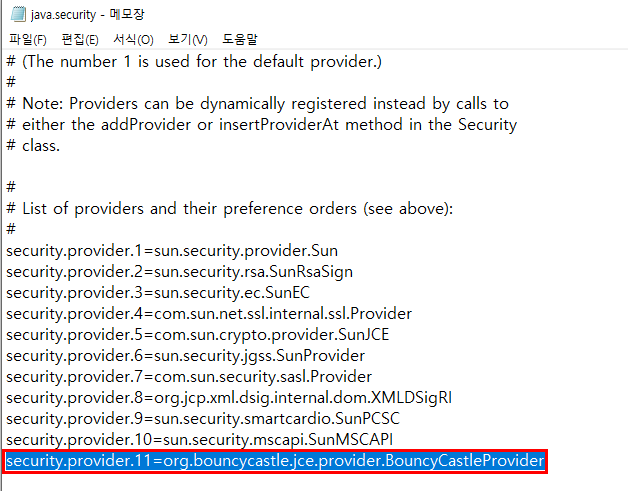 java.security - 메모장
파일(F) 편집(E) 서식(O) 보기(V) 도움말
# (The number 1 is used for the default provider.)
#
# Note: Providers can be dynamically registered instead by calls to
# either the addProvider or insertProviderAt method in the Security
# class.
#
# List of providers and their preference orders (see above):
#
security.provider.1=sun.security.provider.Sun
security.provider.2=sun.security.rsa.SunRsaSign
security.provider.3=sun.security.ec.SunEC
security.provider.4=com.sun.net.ssl.internal.ssl.Provider
security.provider.5=com.sun.crypto.provider.SunJCE
security.provider.6=sun.security.jgss.SunProvider
security.provider.7=com.sun.security.sasl.Provider
security.provider.8=org.jcp.xml.dsig.internal.dom.XMLDSigRI
security.provider.9=sun.security.smartcardio.SunPCSC
security.provider.10=sun.security.mscapi.SunMSCAPI
security.provider.11=org.bouncycastle.jce.provider.BouncyCastleProvider